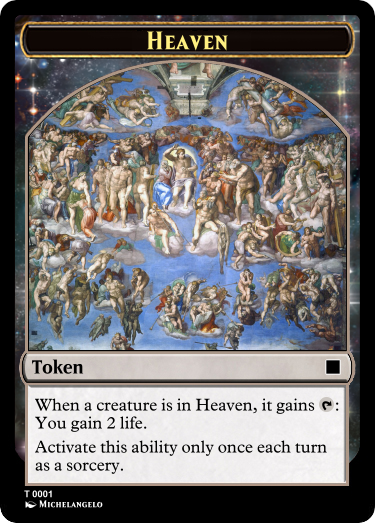 Heaven
Token
When a creature is in Heaven, it gains :
You gain 2 life.
Activate this ability only once each turn
as a sorcery.
T 0001
Michelangelo